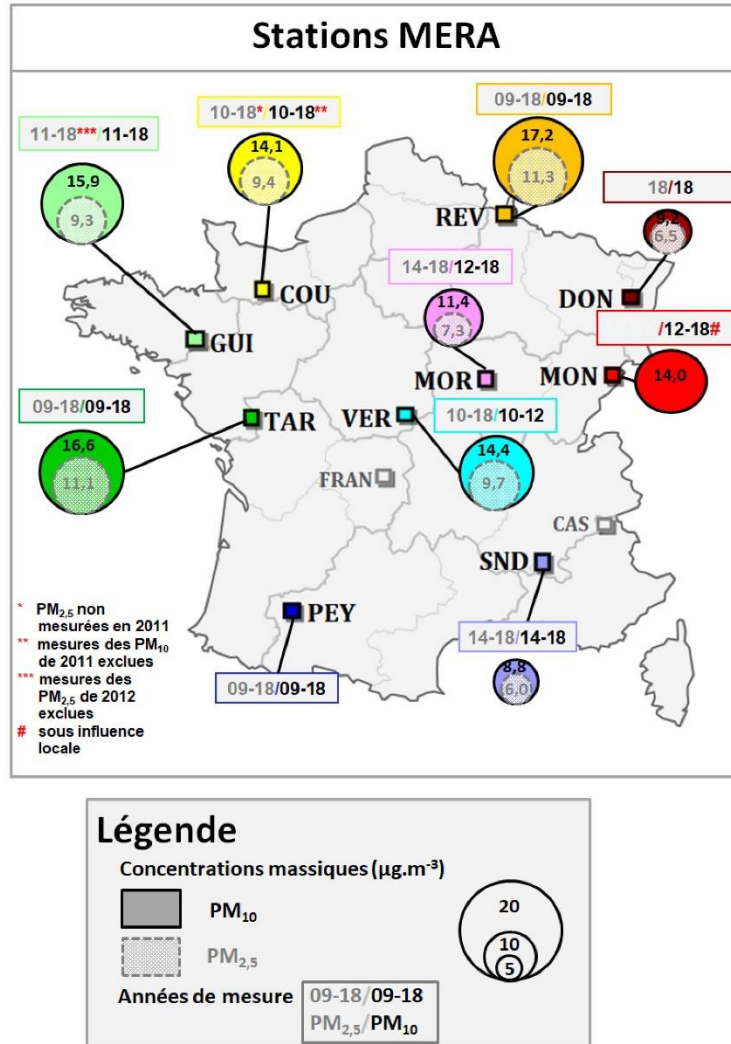 Stations MERA
09-18/09-18
17,2
11,3
REV
10-18*/10-18**
14,1
9,4
COU
11-18***/11-18
15,9
9,3
GUI
18/18
9,2
6,5
DON
14-18/12-18
11,4
7,3
MOR
/12-18#
14,0
MON
09-18/09-18
16,6
11,1
TAR
VER
10-18/10-12
14,4
9,7
FRAN
CAS
SND
14-18/14-18
8,8
6,0
PEY
09-18/09-18
* PM2,5 non
mesurées en 2011
** mesures des PM10
de 2011 exclues
*** mesures des
PM2,5 de 2012
exclues
# sous influence
locale
Légende
Concentrations massiques (µg.m-3)
PM10
PM2,5
20
10
5
Années de mesure
09-18/09-18
PM2,5/PM10